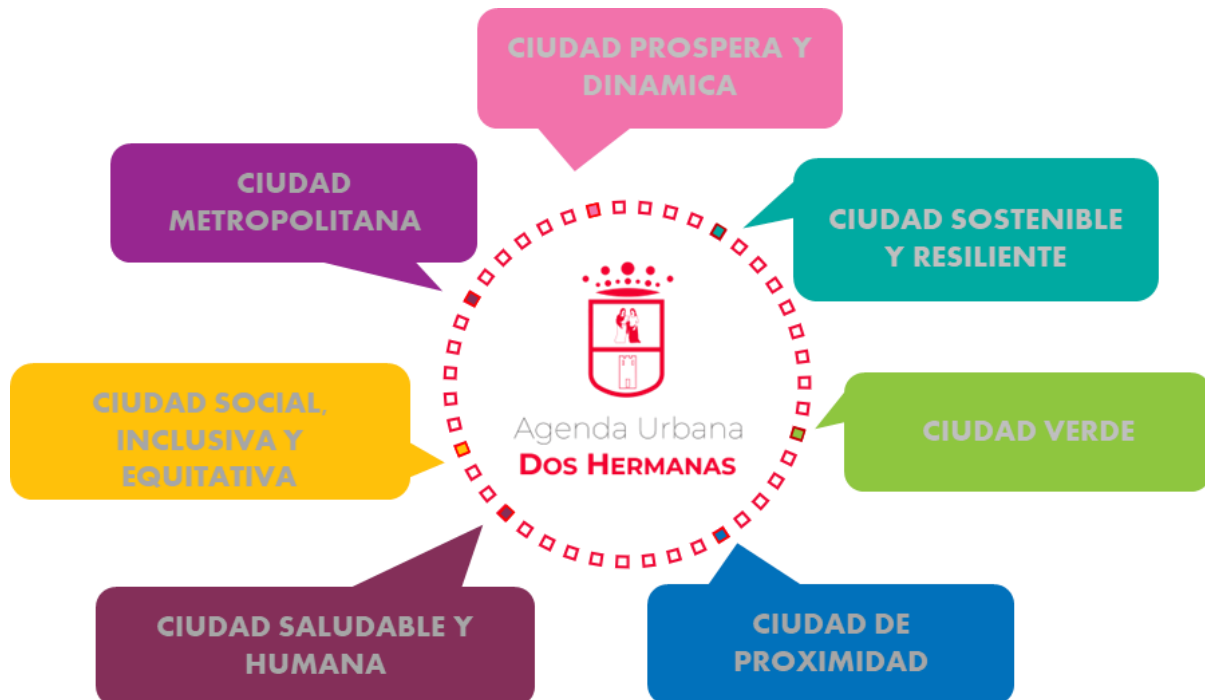 CIUDAD PROSPERA Y
DINAMICA
CIUDAD
METROPOLITANA
CIUDAD SOSTENIBLE
Y RESILIENTE
CIUDAD SOCIAL,
INCLUSIVA Y
EQUITATIVA
Agenda Urbana
DOS HERMANAS
CIUDAD VERDE
CIUDAD SALUDABLE Y
HUMANA
CIUDAD DE
PROXIMIDAD